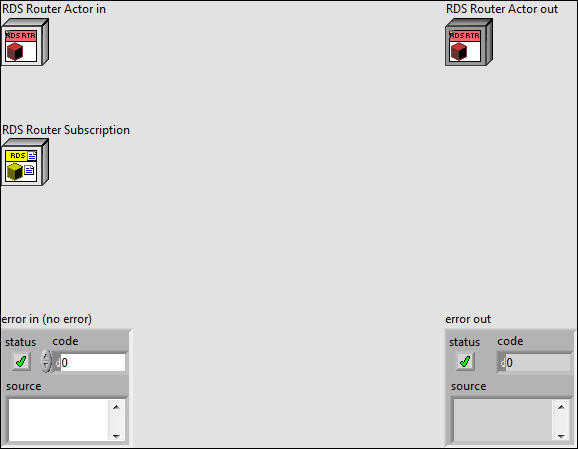 RDS Router Actor in
RDS Router Actor out
RDS RTR
RDS RTR
RDS Router Subscription
RDS
error in (no error)
error out
status code
status code
d 0
d 0
source
source